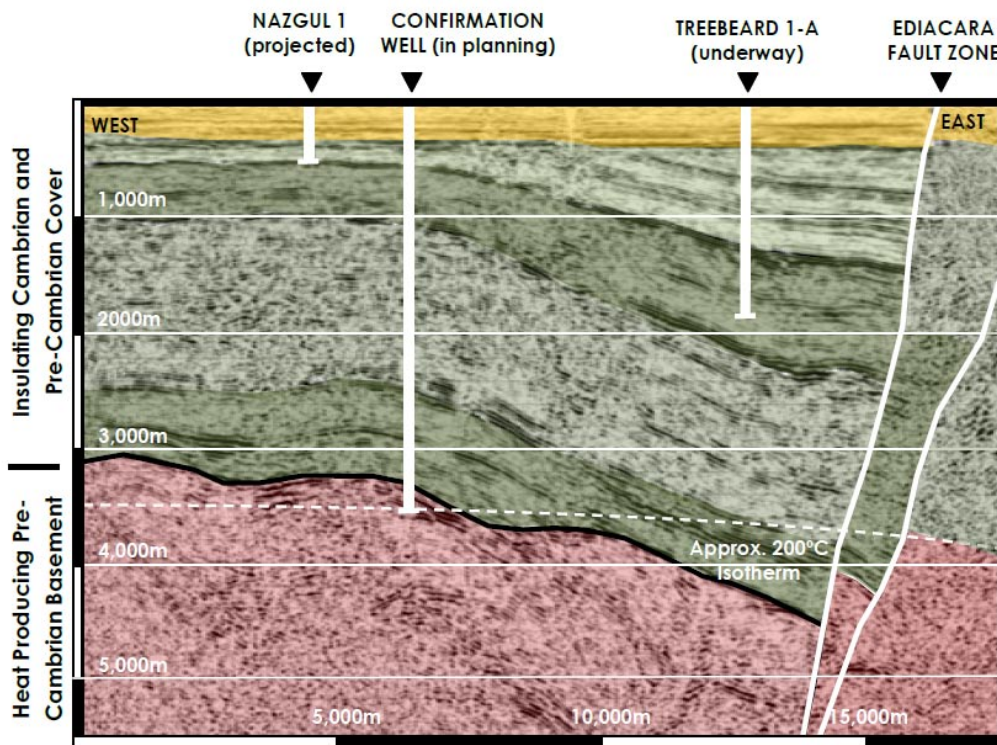 NAZGUL 1
(projected)
CONFIRMATION
WELL (in planning)
TREEBEARD 1-A
(underway)
EDIACARA
FAULT ZONE
WEST
EAST
Insulating Cambrian and
Pre-Cambrian Cover
1,000m
2000m
3,000m
Heat Producing Pre-
Cambrian Basement
4,000m
Approx. 200°C
Isotherm
5,000m
5,000m
10,000m
15,000m